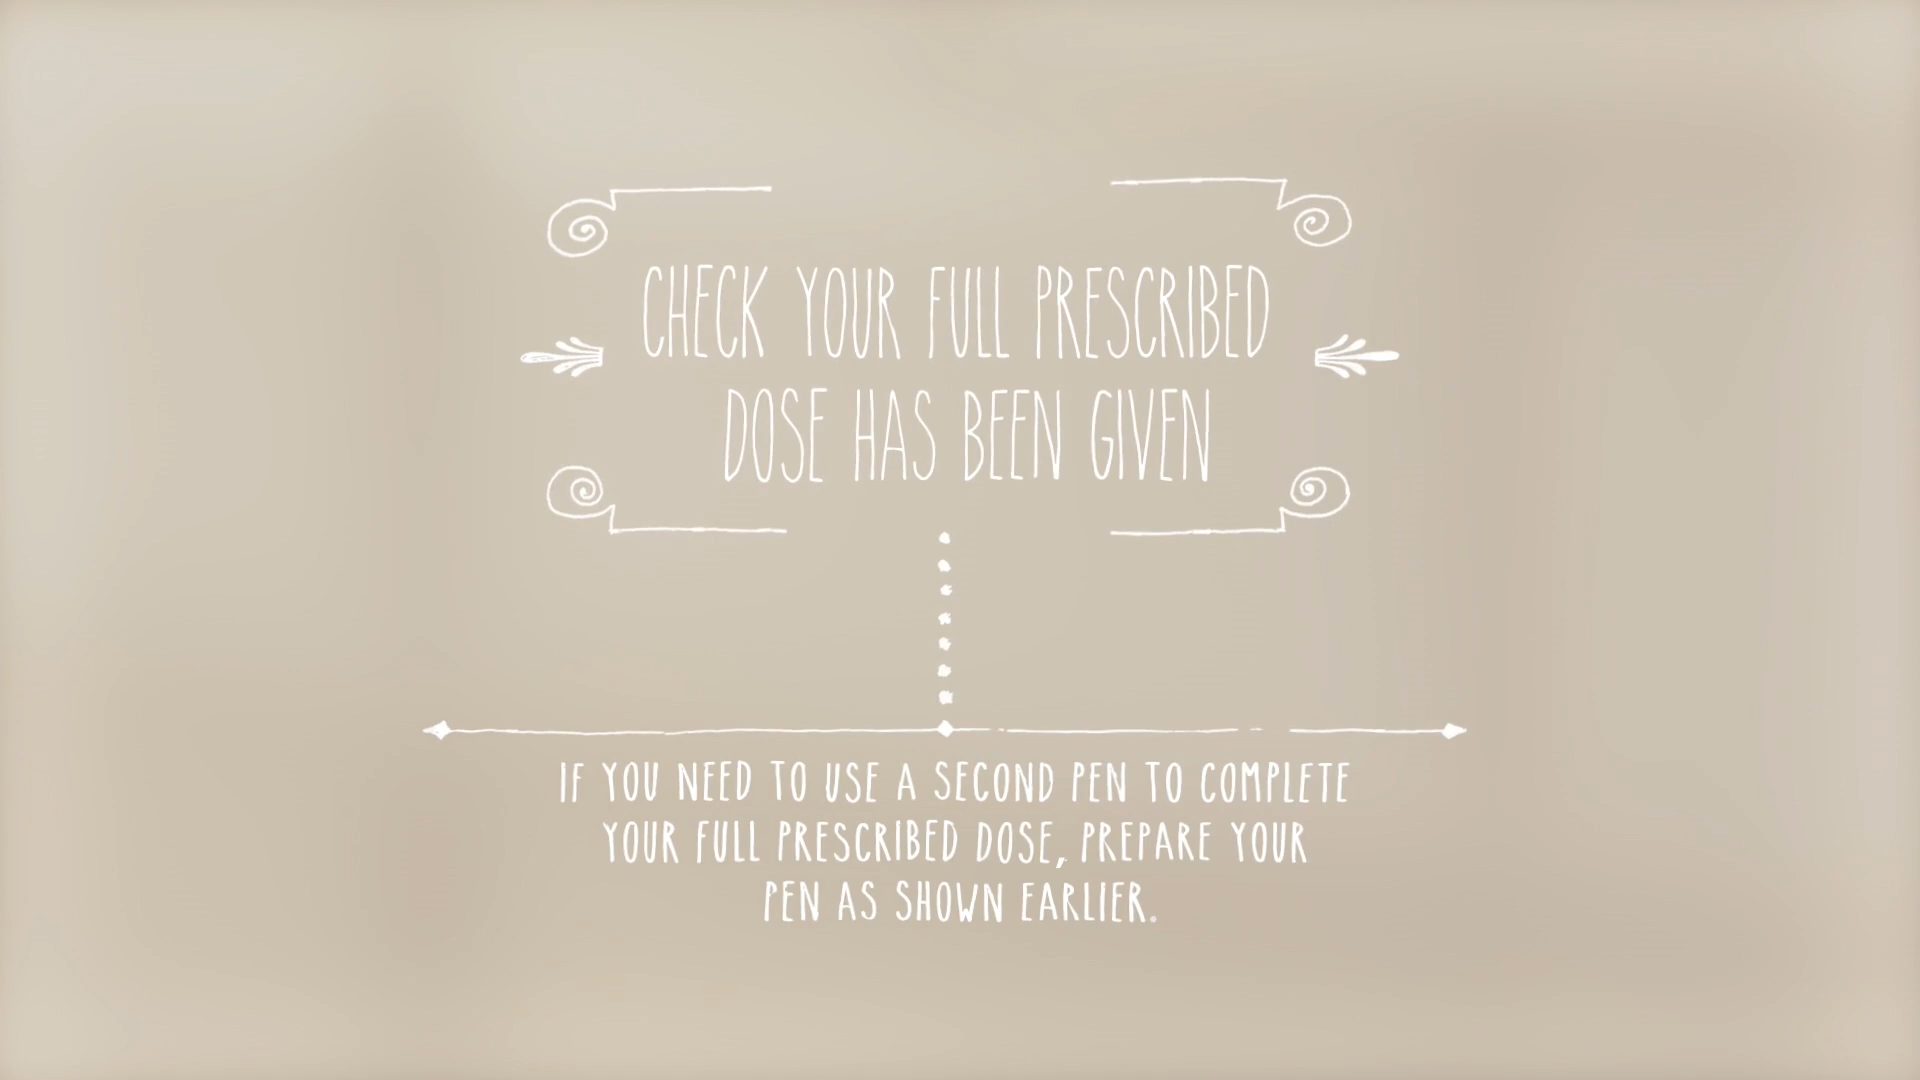 CHECK YOUR FULL PRESCRIBED
DOSE HAS BEEN GIVEN
IF YOU NEED TO USE A SECOND PEN TO COMPLETE
YOUR FULL PRESCRIBED DOSE, PREPARE YOUR
PEN AS SHOWN EARLIER.